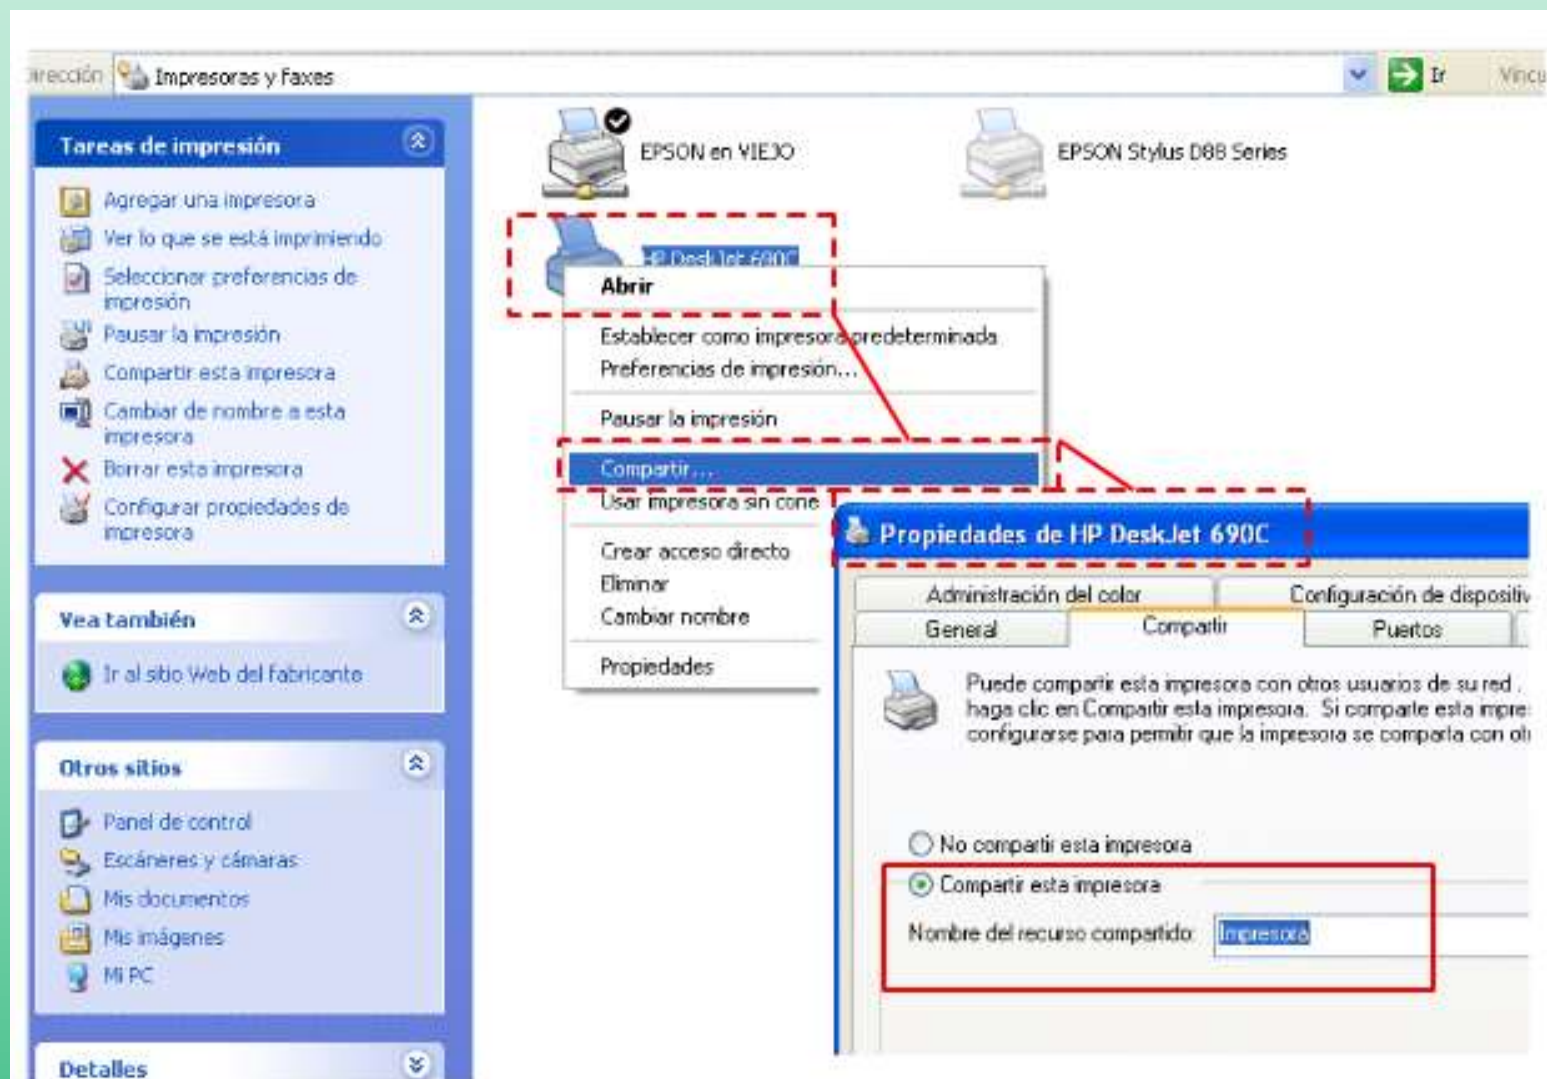 Dirección Impresoras y Faxes Ir Víncu
Tareas de impresión
Agregar una impresora
Ver lo que se está imprimiendo
Seleccionar preferencias de
impresión
Pausar la impresión
Compartir esta impresora
Cambiar de nombre a esta
impresora
Borrar esta impresora
Configurar propiedades de
impresora
Vea también
Ir al sitio Web del fabricante
Otros sitios
Panel de control
Escáneres y cámaras
Mis documentos
Mis imágenes
Mi PC
Detalles
EPSON en VIEJO
EPSON Stylus D88 Series
HP DeskJet 690C
Abrir
Establecer como impresora predeterminada
Preferencias de impresión...
Pausar la impresión
Compartir...
Usar impresora sin cone
Crear acceso directo
Eliminar
Cambiar nombre
Propiedades
Propiedades de HP DeskJet 690C
Administración del color Configuración de dispositiv
General Compartir Puertos
Puede compartir esta impresora con otros usuarios de su red .
haga clic en Compartir esta impresora. Si comparte esta impre
configurarse para permitir que la impresora se comparta con otr
No compartir esta impresora
Compartir esta impresora
Nombre del recurso compartido: Impresora